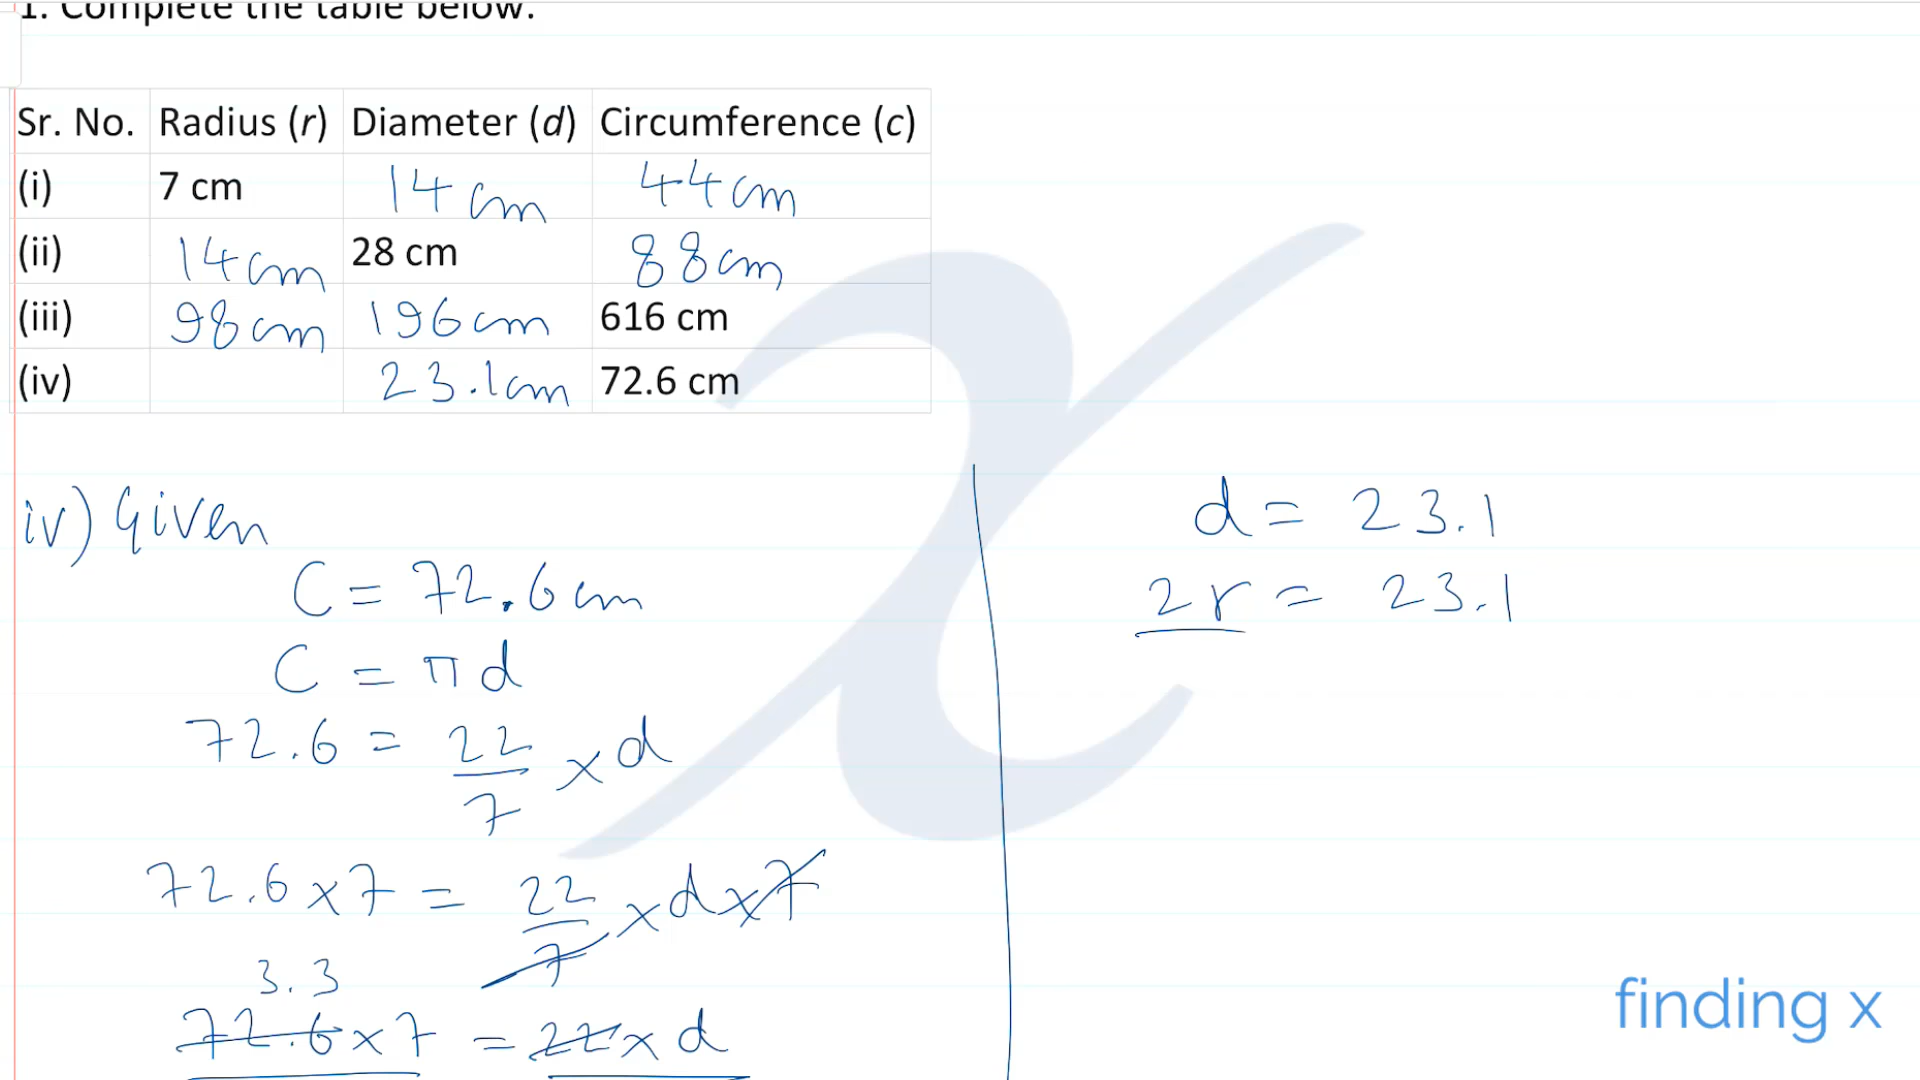 1. Complete the table below.
Sr. No. Radius (r) Diameter (d) Circumference (c)
(i) 7 cm 14 cm 44 cm
(ii) 14 cm 28 cm 88 cm
(iii) 98 cm 196 cm 616 cm
(iv) 23.1 cm 72.6 cm
iv) Given
C = 72.6 cm
C = π d
72.6 = 22/7 × d
72.6 × 7 = 22/7 × d × 7
3.3
72.6 × 7 = 22 × d
d = 23.1
2r = 23.1
finding x